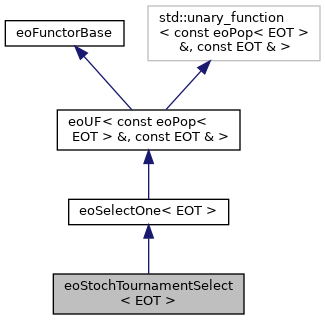 eoFunctorBase
std::unary_function
< const eoPop< EOT >
&, const EOT & >
eoUF< const eoPop<
EOT > &, const EOT & >
eoSelectOne< EOT >
eoStochTournamentSelect
< EOT >